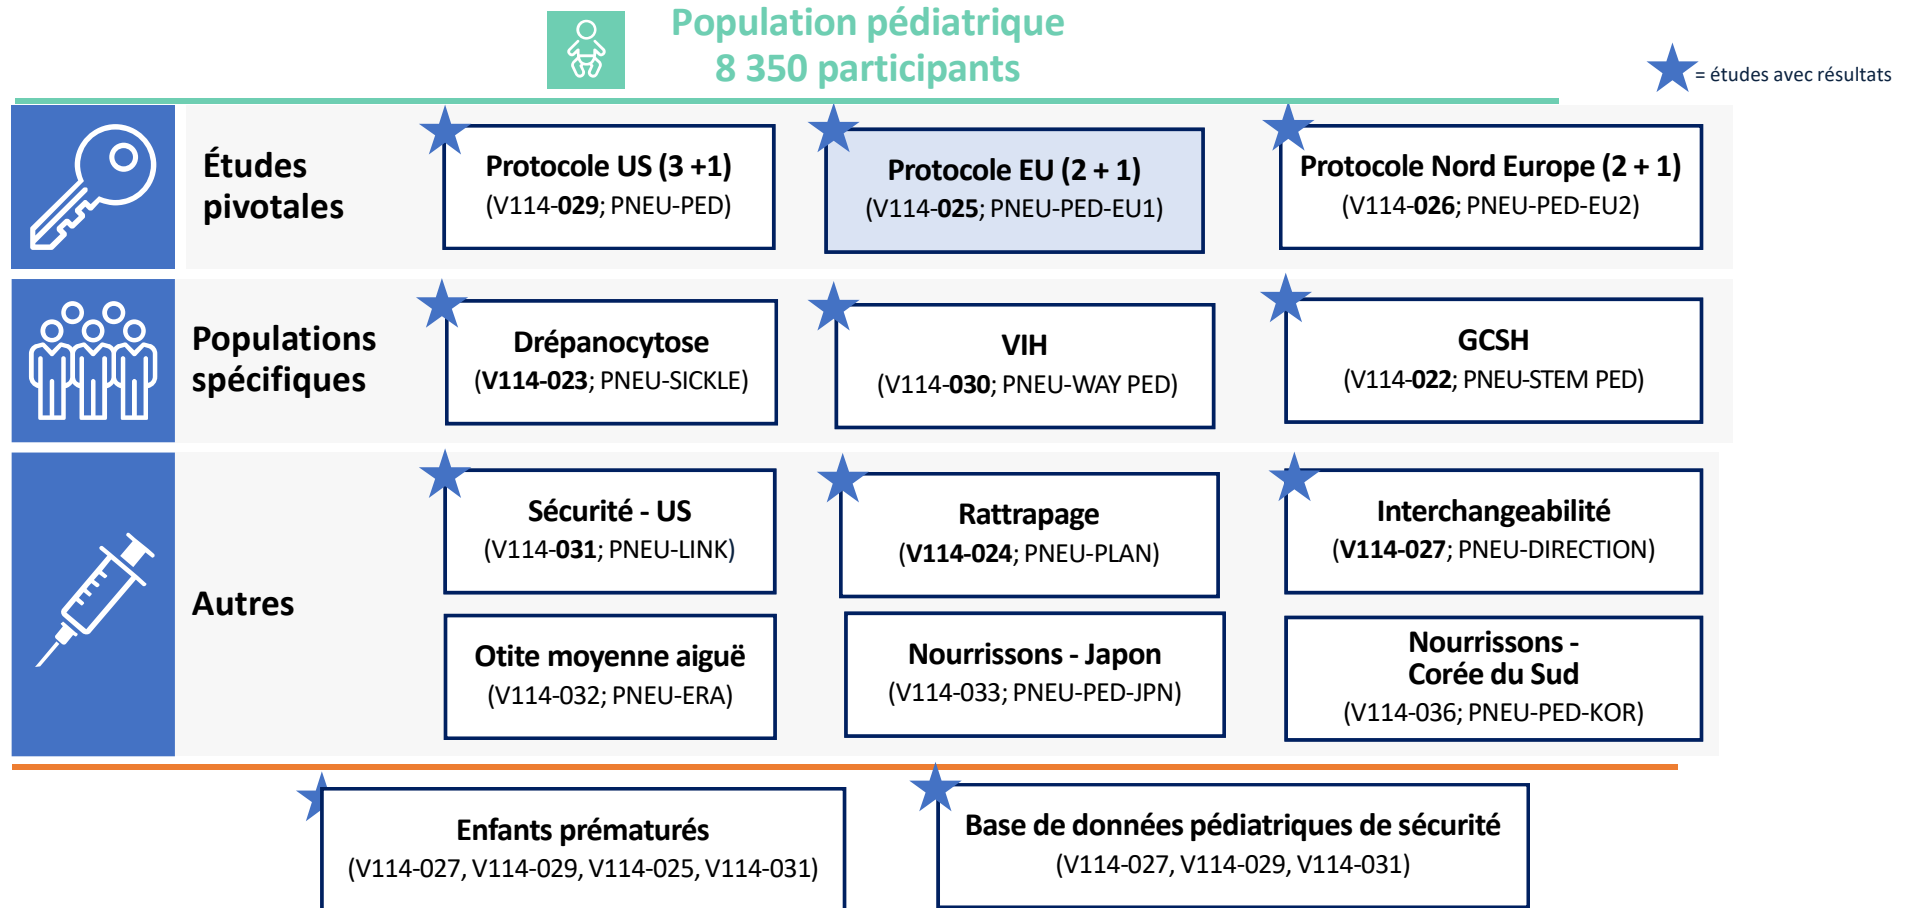 Population pédiatrique
8 350 participants
= études avec résultats
Études
pivotales
Protocole US (3 +1)
(V114-029; PNEU-PED)
Protocole EU (2 + 1)
(V114-025; PNEU-PED-EU1)
Protocole Nord Europe (2 + 1)
(V114-026; PNEU-PED-EU2)
Populations
spécifiques
Drépanocytose
(V114-023; PNEU-SICKLE)
VIH
(V114-030; PNEU-WAY PED)
GCSH
(V114-022; PNEU-STEM PED)
Autres
Sécurité - US
(V114-031; PNEU-LINK)
Rattrapage
(V114-024; PNEU-PLAN)
Interchangeabilité
(V114-027; PNEU-DIRECTION)
Otite moyenne aiguë
(V114-032; PNEU-ERA)
Nourrissons - Japon
(V114-033; PNEU-PED-JPN)
Nourrissons -
Corée du Sud
(V114-036; PNEU-PED-KOR)
Enfants prématurés
(V114-027, V114-029, V114-025, V114-031)
Base de données pédiatriques de sécurité
(V114-027, V114-029, V114-031)